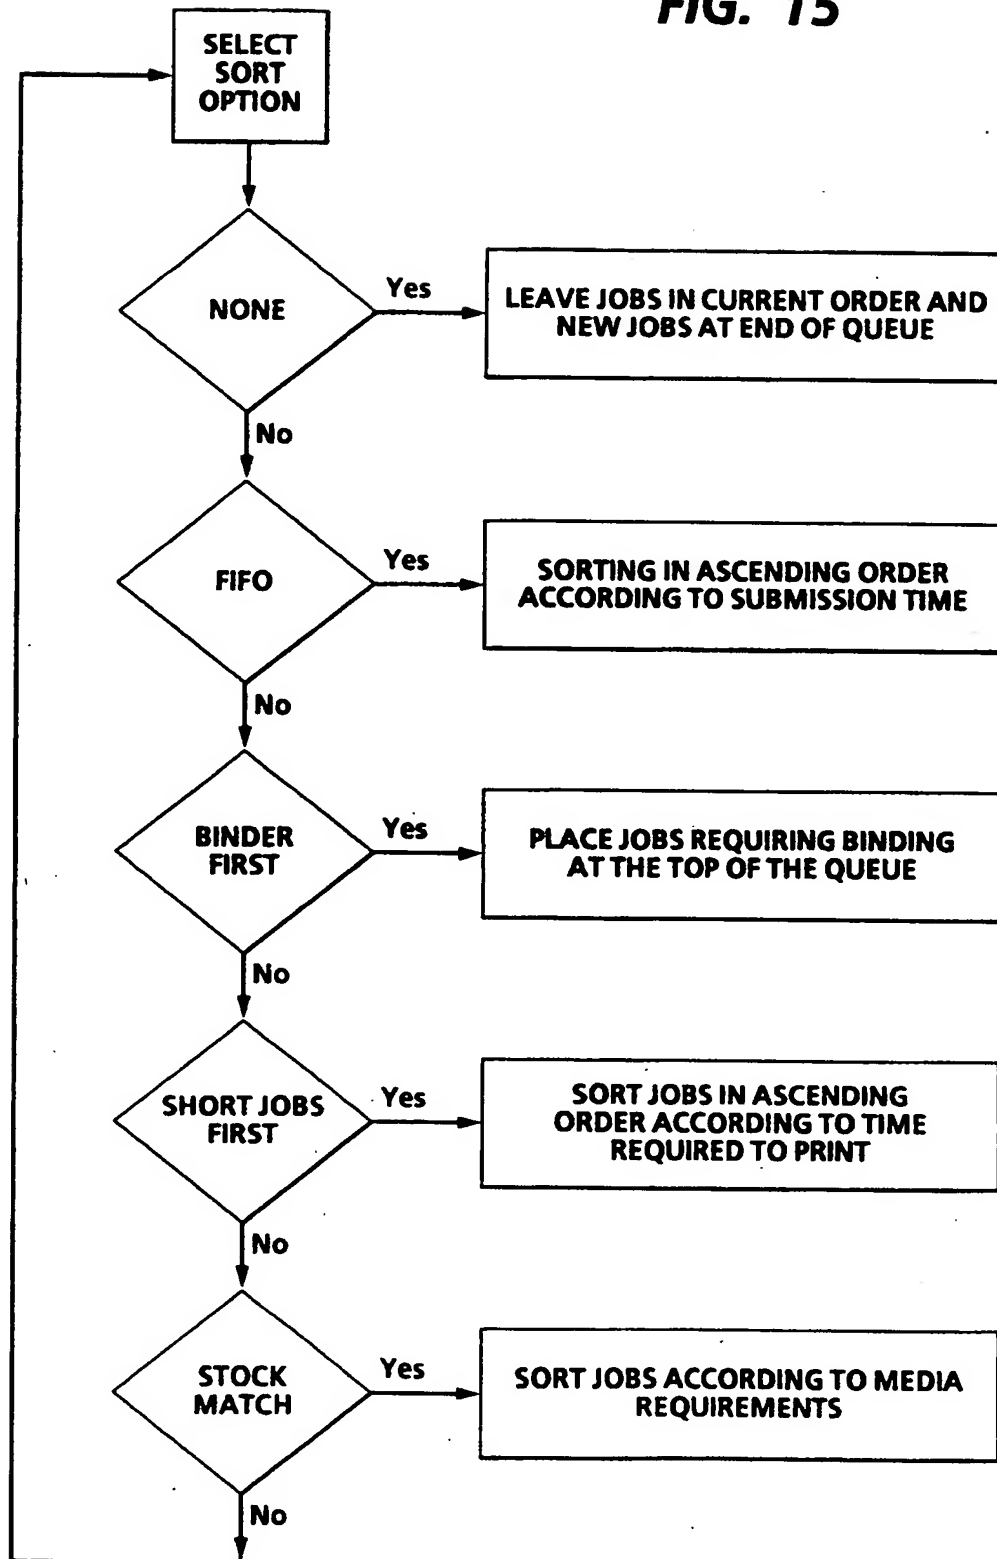 FIG. 15
SELECT
SORT
OPTION
NONE
Yes
LEAVE JOBS IN CURRENT ORDER AND
NEW JOBS AT END OF QUEUE
No
FIFO
Yes
SORTING IN ASCENDING ORDER
ACCORDING TO SUBMISSION TIME
No
BINDER
FIRST
Yes
PLACE JOBS REQUIRING BINDING
AT THE TOP OF THE QUEUE
No
SHORT JOBS
FIRST
Yes
SORT JOBS IN ASCENDING
ORDER ACCORDING TO TIME
REQUIRED TO PRINT
No
STOCK
MATCH
Yes
SORT JOBS ACCORDING TO MEDIA
REQUIREMENTS
No